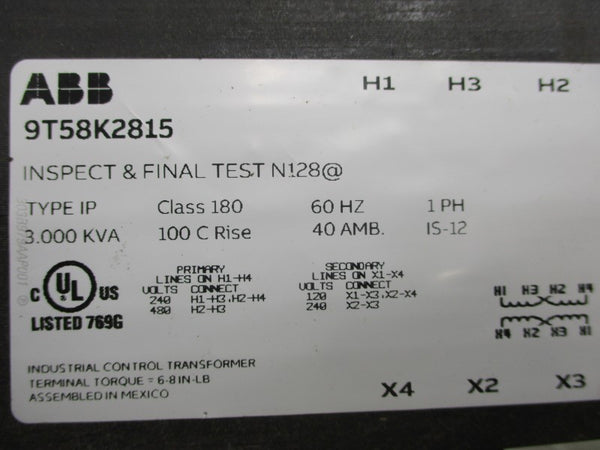 ABB H1 H3 H2
9T58K2815
INSPECT & FINAL TEST N128@
TYPE IP Class 180 60 HZ 1 PH
3.000 KVA 100 C Rise 40 AMB. IS-12
C UL US
LISTED 769G
PRIMARY
LINES ON H1-H4
VOLTS CONNECT
240 H1-H3,H2-H4
480 H2-H3
SECONDARY
LINES ON X1-X4
VOLTS CONNECT
120 X1-X3,X2-X4
240 X2-X3
H1 H3 H2 H4
X4 X2 X3 X1
INDUSTRIAL CONTROL TRANSFORMER
TERMINAL TORQUE = 6-8 IN-LB
ASSEMBLED IN MEXICO
X4 X2 X3